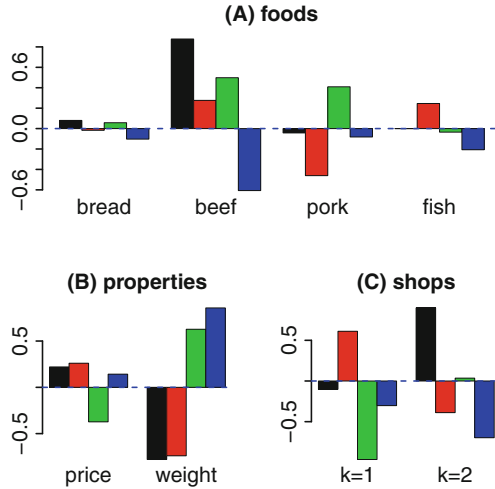 (A) foods
0.6
0.0
−0.6
bread beef pork fish
(B) properties
0.5
−0.5
price weight
(C) shops
0.5
−0.5
k=1 k=2